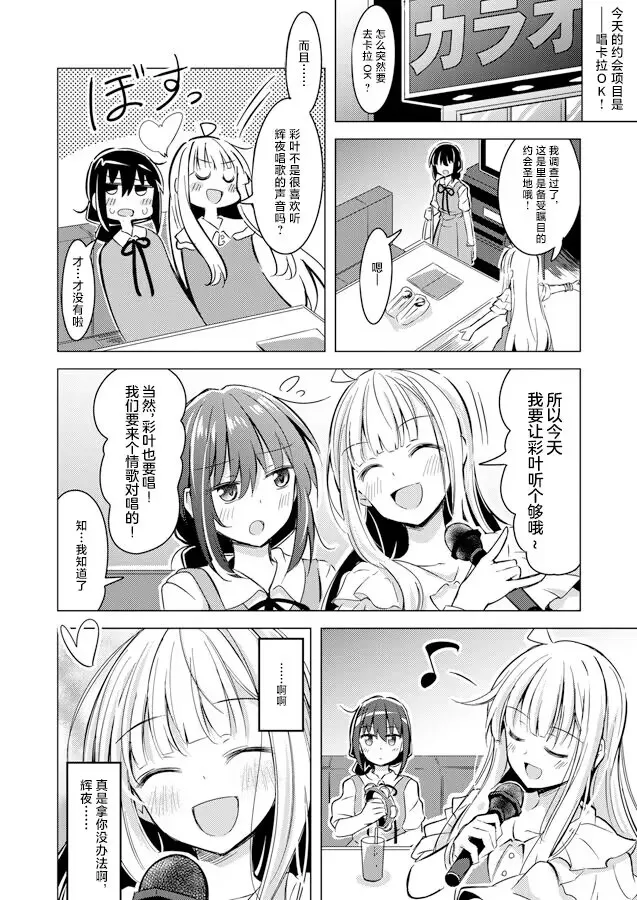 今天的约会项目是
——唱卡拉OK！
カラオ
怎么突然要
去卡拉OK？
我调查过了，
这里是备受瞩目的
约会圣地哦！
嗯…
而且…
ぼすっ
彩叶不是很喜欢听
辉夜唱歌的声音吗？
才…才没有啦
所以今天
我要让彩叶听个够哦~
当然，彩叶也要唱！
我们要来个情歌对唱的！
知…我知道了
……啊啊
真是拿你没办法啊，
辉夜……